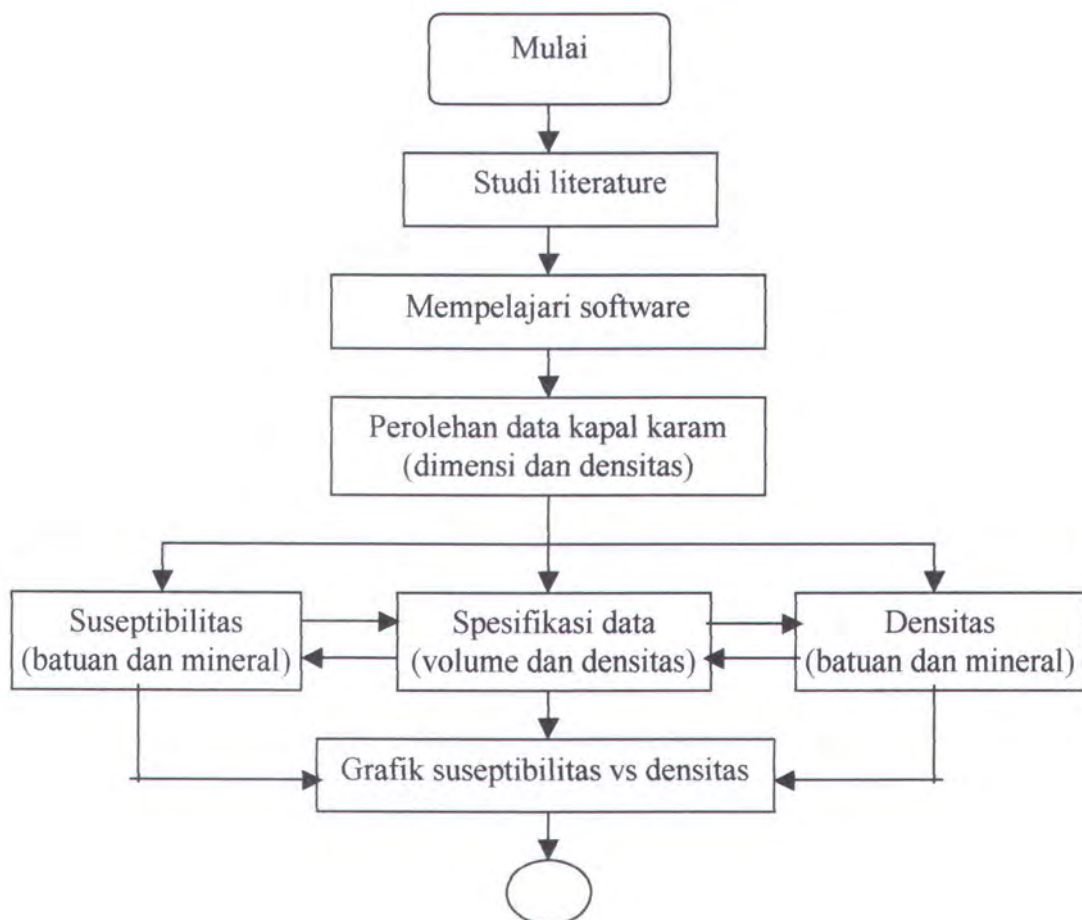 Mulai
Studi literature
Mempelajari software
Perolehan data kapal karam
(dimensi dan densitas)
Suseptibilitas
(batuan dan mineral)
Spesifikasi data
(volume dan densitas)
Densitas
(batuan dan mineral)
Grafik suseptibilitas vs densitas